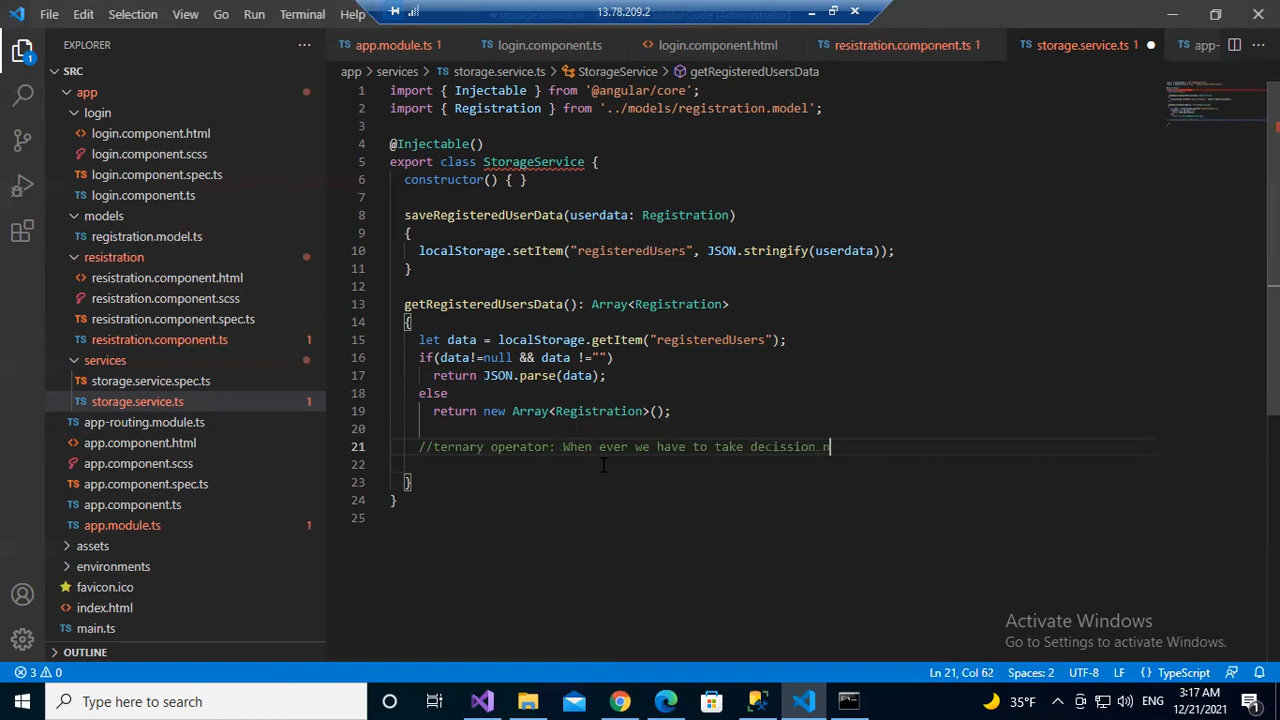 File Edit Selection View Go Run Terminal Help
13.78.209.2
EXPLORER
app.module.ts 1
login.component.ts
login.component.html
resistration.component.ts 1
storage.service.ts 1
app-
SRC
app
login
login.component.html
login.component.scss
login.component.spec.ts
login.component.ts
models
registration.model.ts
resistration
resistration.component.html
resistration.component.scss
resistration.component.spec.ts
resistration.component.ts 1
services
storage.service.spec.ts
storage.service.ts 1
app-routing.module.ts
app.component.html
app.component.scss
app.component.spec.ts
app.component.ts
app.module.ts 1
assets
environments
favicon.ico
index.html
main.ts
OUTLINE
app > services > storage.service.ts > StorageService > getRegisteredUsersData
1 import { Injectable } from '@angular/core';
2 import { Registration } from '../models/registration.model';
3
4 @Injectable()
5 export class StorageService {
6 constructor() { }
7
8 saveRegisteredUserData(userdata: Registration)
9 {
10 localStorage.setItem("registeredUsers", JSON.stringify(userdata));
11 }
12
13 getRegisteredUsersData(): Array<Registration>
14 {
15 let data = localStorage.getItem("registeredUsers");
16 if(data!=null && data !="")
17 return JSON.parse(data);
18 else
19 return new Array<Registration>();
20
21 //ternary operator: When ever we have to take decission n
22
23 }
24 }
25
Activate Windows
Go to Settings to activate Windows.
3 0
Ln 21, Col 62 Spaces: 2 UTF-8 LF TypeScript
Type here to search
35°F
ENG
3:17 AM
12/21/2021